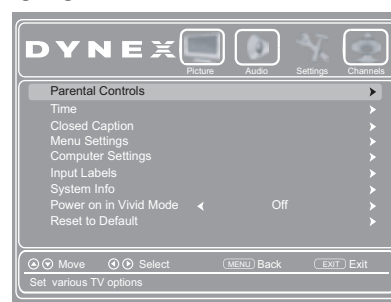 DYNEX
Picture Audio Settings Channels
Parental Controls
Time
Closed Caption
Menu Settings
Computer Settings
Input Labels
System Info
Power on in Vivid Mode Off
Reset to Default
Move Select MENU Back EXIT Exit
Set various TV options